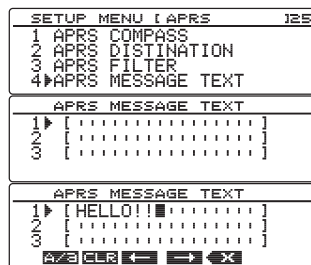 SETUP MENU [APRS ]25
1 APRS COMPASS
2 APRS DISTINATION
3 APRS FILTER
4 APRS MESSAGE TEXT
APRS MESSAGE TEXT
1 [ ]
2 [ ]
3 [ ]
APRS MESSAGE TEXT
1 [HELLO!! ]
2 [ ]
3 [ ]
A/a CLR ← → X